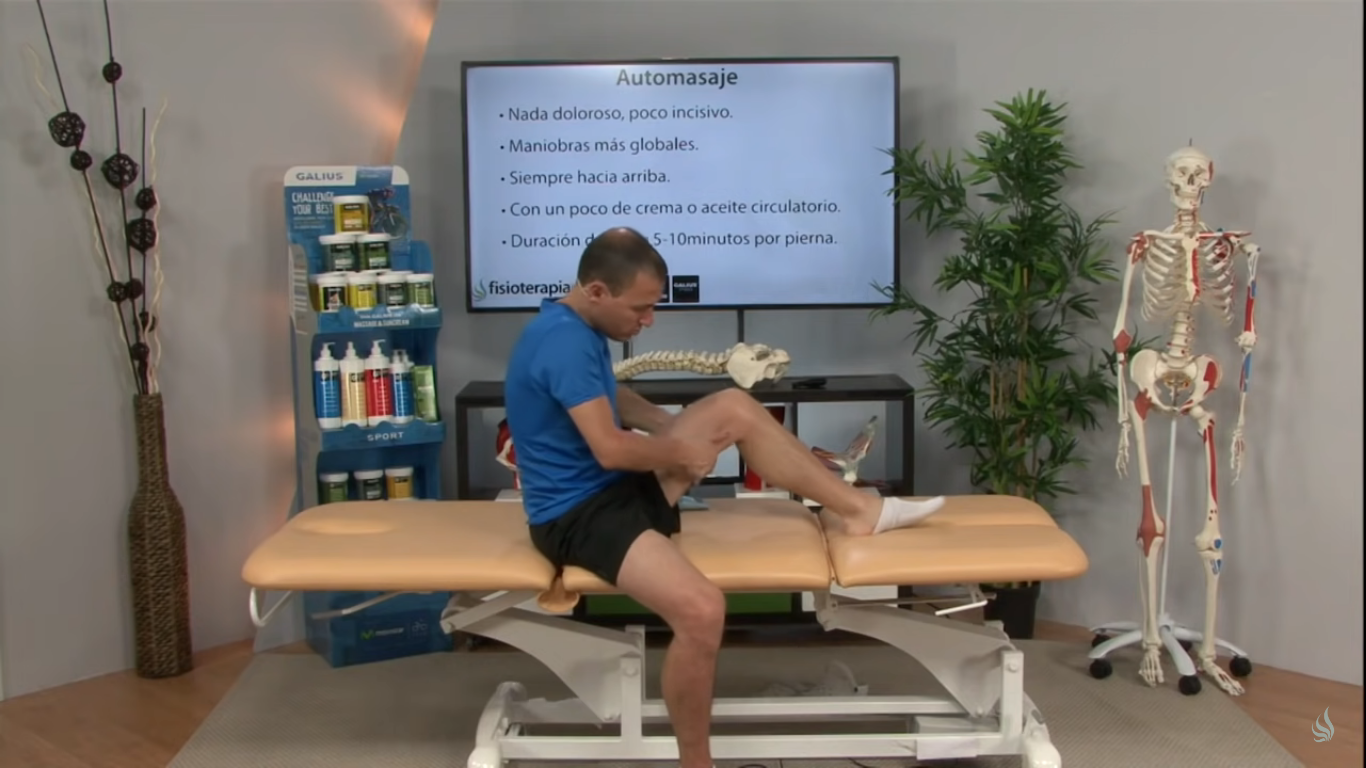 Automasaje
• Nada doloroso, poco incisivo.
• Maniobras más globales.
• Siempre hacia arriba.
• Con un poco de crema o aceite circulatorio.
• Duración 5-10minutos por pierna.
fisioterapia
GALIUS
GALIUS
CHALLENGE
YOUR BEST
SPORT